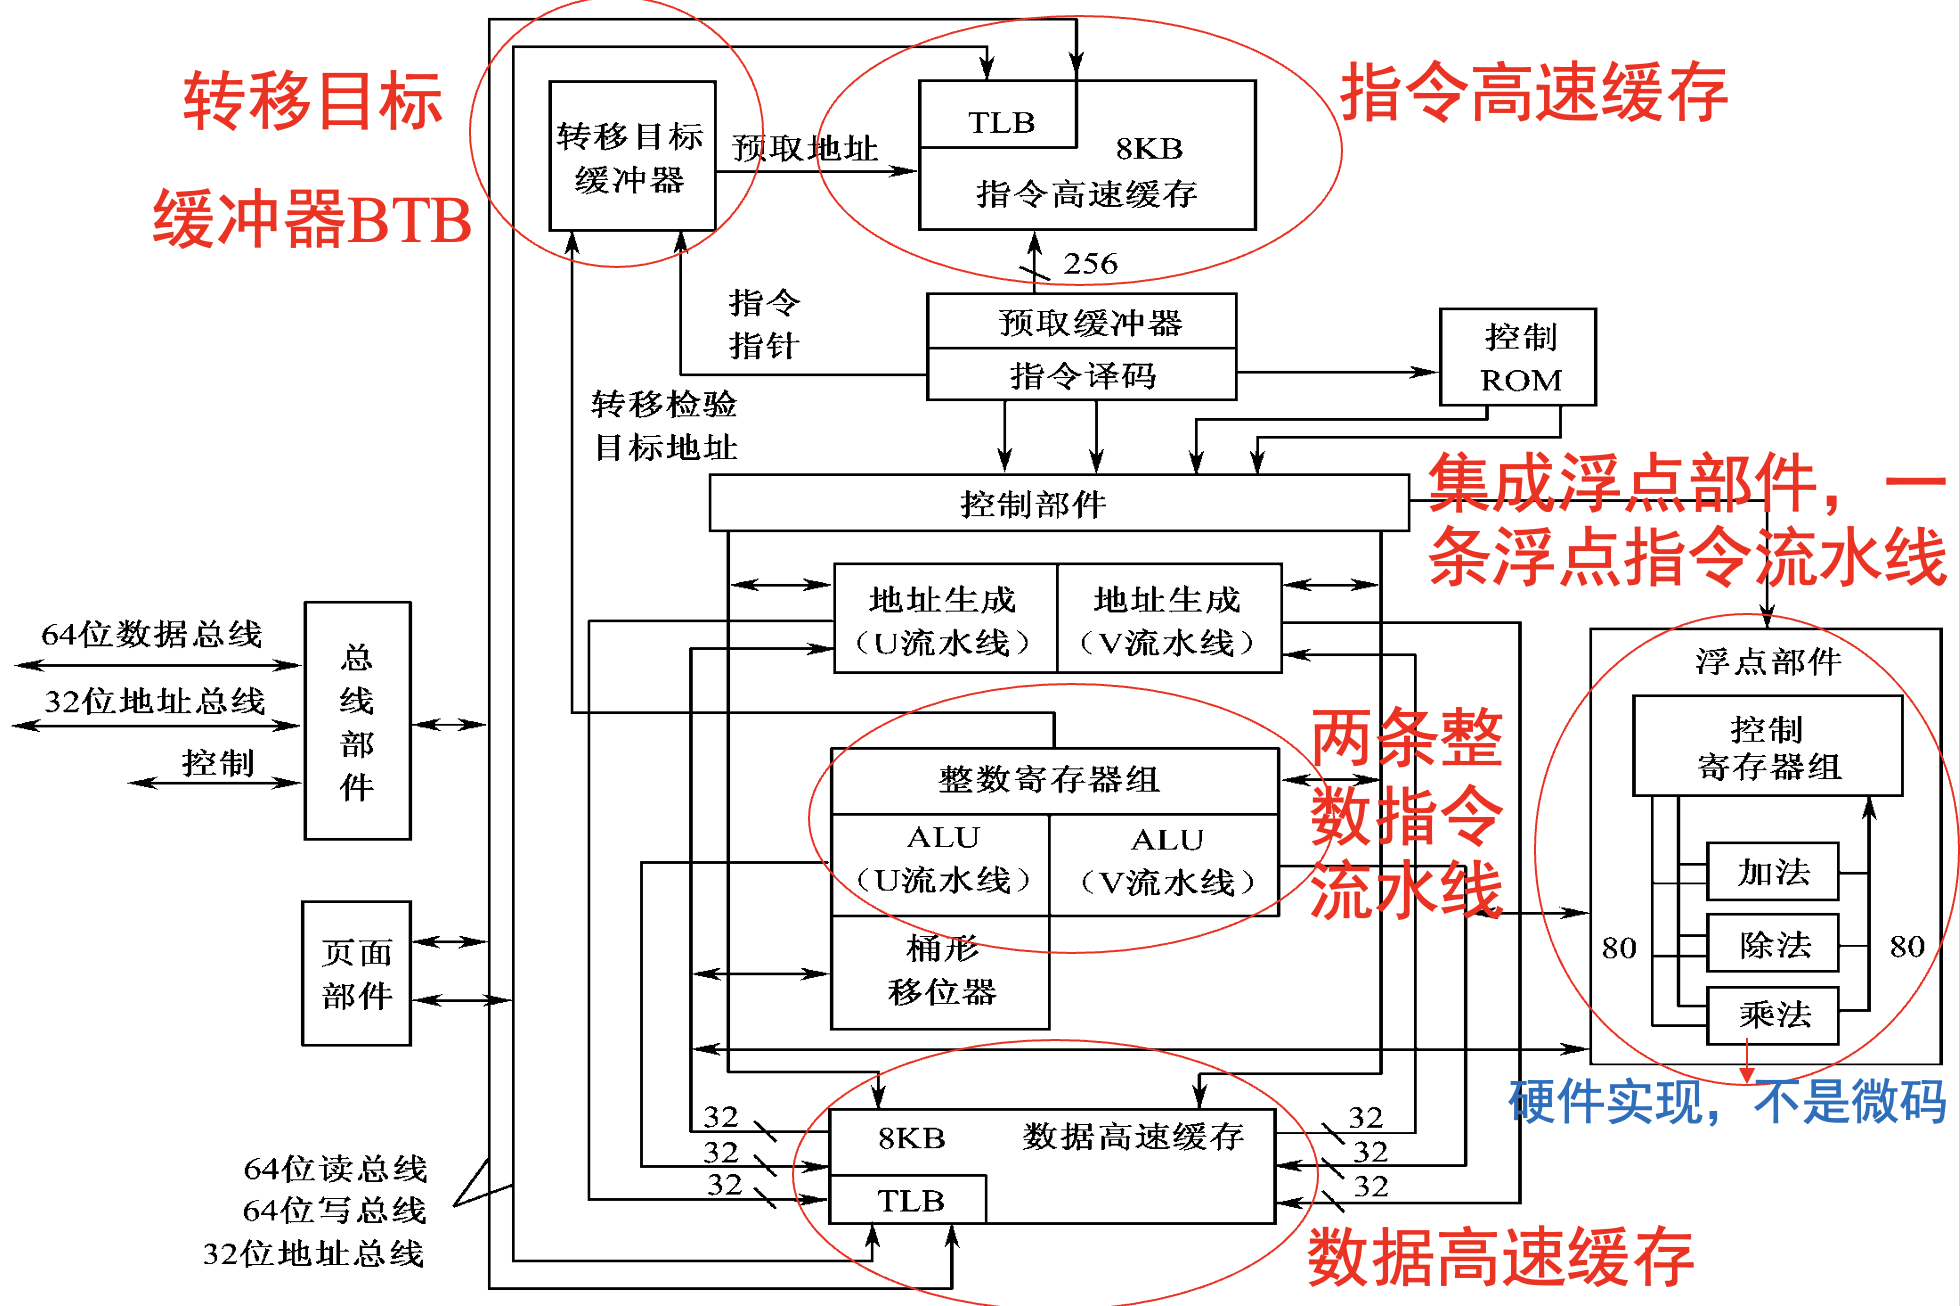 转移目标
缓冲器BTB
转移目标
缓冲器
预取地址
TLB
8KB
指令高速缓存
指令高速缓存
256
指令
指针
预取缓冲器
指令译码
控制
ROM
转移检验
目标地址
控制部件
集成浮点部件，一
条浮点指令流水线
地址生成
（U流水线）
地址生成
（V流水线）
64位数据总线
32位地址总线
控制
总
线
部
件
浮点部件
控制
寄存器组
两条整
数指令
流水线
整数寄存器组
ALU
（U流水线）
ALU
（V流水线）
加法
除法
乘法
80
80
页面
部件
桶形
移位器
硬件实现，不是微码
32
32
32
8KB
数据高速缓存
TLB
32
32
32
64位读总线
64位写总线
32位地址总线
数据高速缓存